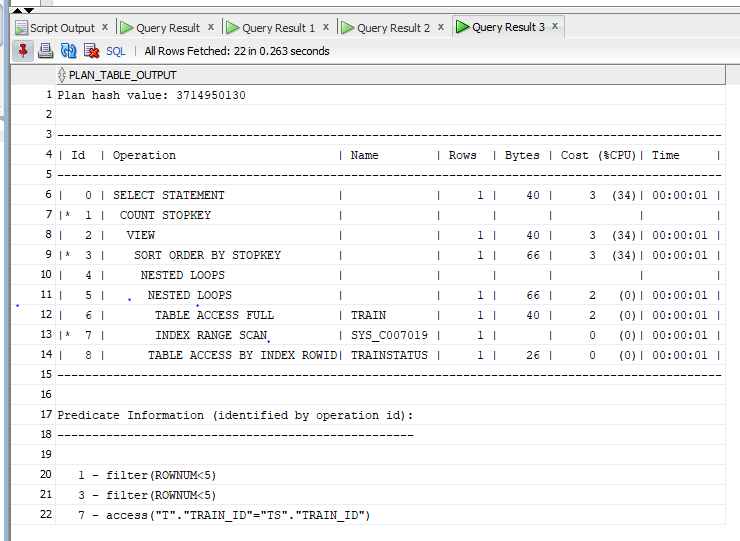 Script Output × Query Result × Query Result 1 × Query Result 2 × Query Result 3 ×
SQL All Rows Fetched: 22 in 0.263 seconds
PLAN_TABLE_OUTPUT
1 Plan hash value: 3714950130
2
3 ---------------------------------------------------------------------------------------------------
4 | Id | Operation | Name | Rows | Bytes | Cost (%CPU)| Time |
5 ---------------------------------------------------------------------------------------------------
6 | 0 | SELECT STATEMENT | | 1 | 40 | 3 (34)| 00:00:01 |
7 |* 1 | COUNT STOPKEY | | | | | |
8 | 2 | VIEW | | 1 | 40 | 3 (34)| 00:00:01 |
9 |* 3 | SORT ORDER BY STOPKEY | | 1 | 66 | 3 (34)| 00:00:01 |
10 | 4 | NESTED LOOPS | | | | | |
11 | 5 | NESTED LOOPS | | 1 | 66 | 2 (0)| 00:00:01 |
12 | 6 | TABLE ACCESS FULL | TRAIN | 1 | 40 | 2 (0)| 00:00:01 |
13 |* 7 | INDEX RANGE SCAN | SYS_C007019 | 1 | | 0 (0)| 00:00:01 |
14 | 8 | TABLE ACCESS BY INDEX ROWID| TRAINSTATUS | 1 | 26 | 0 (0)| 00:00:01 |
15 ---------------------------------------------------------------------------------------------------
16
17 Predicate Information (identified by operation id):
18 ---------------------------------------------------
19
20 1 - filter(ROWNUM<5)
21 3 - filter(ROWNUM<5)
22 7 - access("T"."TRAIN_ID"="TS"."TRAIN_ID")